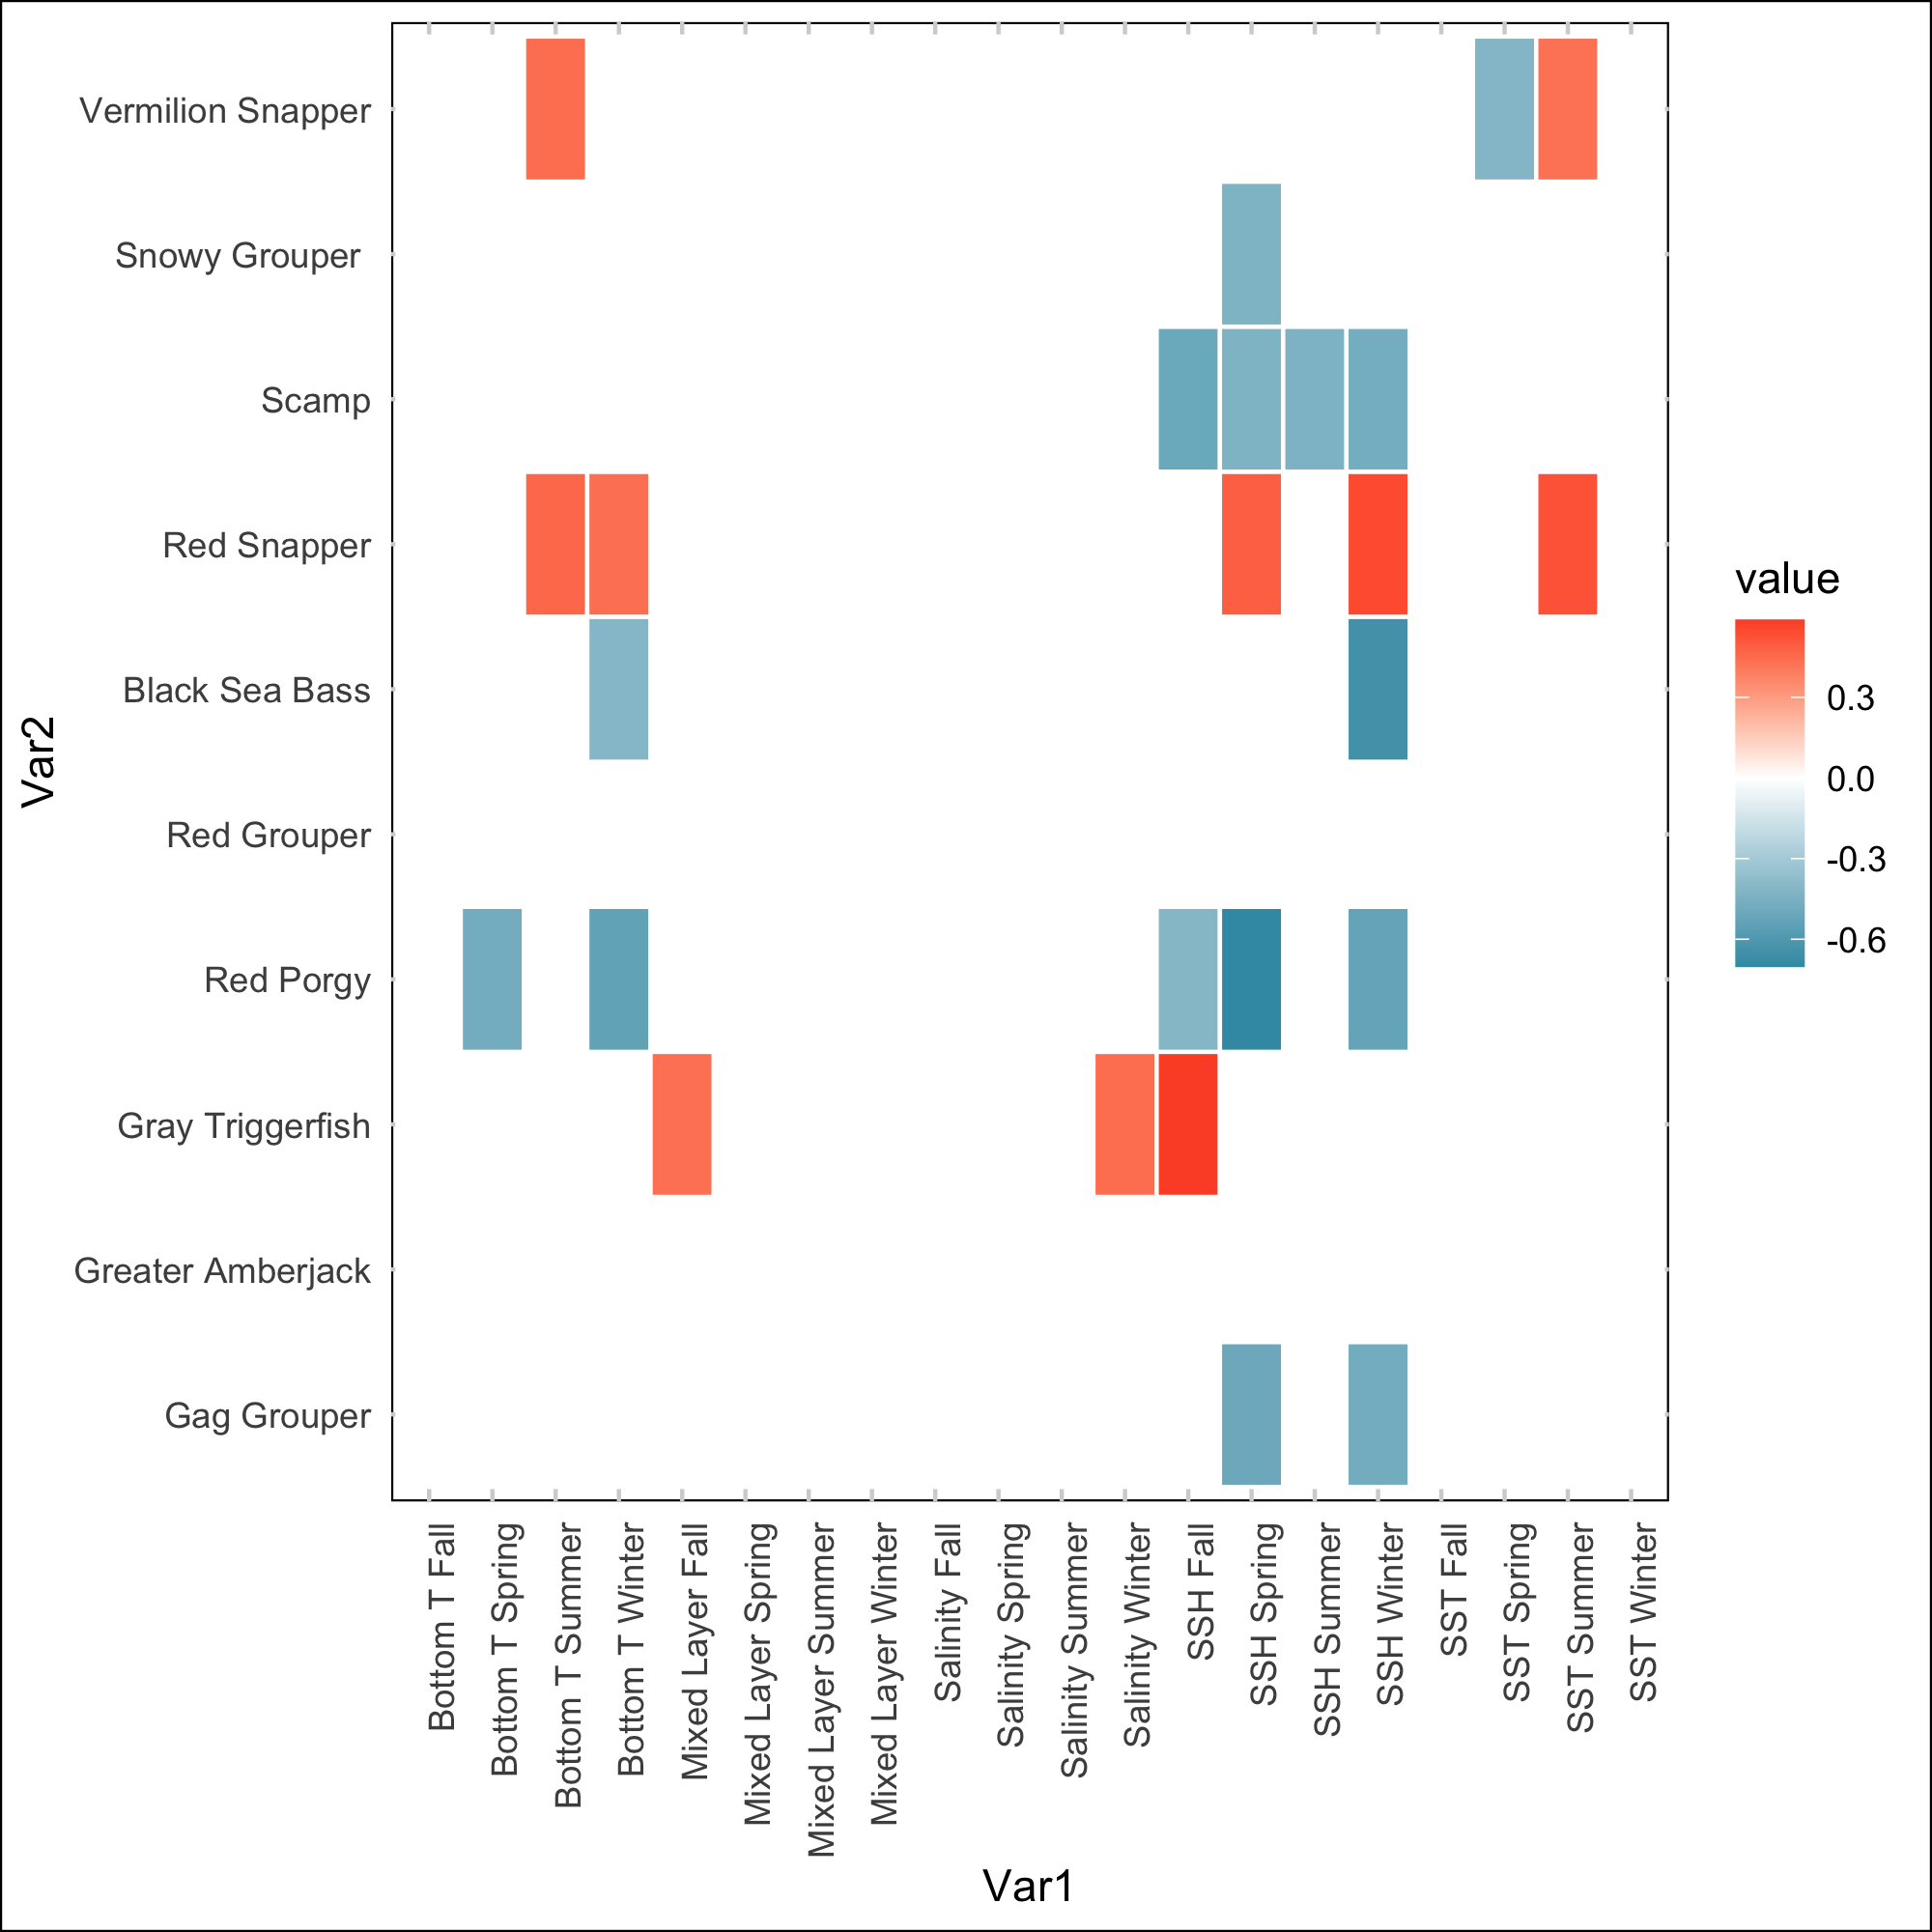 Vermilion Snapper
Snowy Grouper
Scamp
Red Snapper
Black Sea Bass
Red Grouper
Red Porgy
Gray Triggerfish
Greater Amberjack
Gag Grouper
Var2
value
0.3
0.0
-0.3
-0.6
Bottom T Fall
Bottom T Spring
Bottom T Summer
Bottom T Winter
Mixed Layer Fall
Mixed Layer Spring
Mixed Layer Summer
Mixed Layer Winter
Salinity Fall
Salinity Spring
Salinity Summer
Salinity Winter
SSH Fall
SSH Spring
SSH Summer
SSH Winter
SST Fall
SST Spring
SST Summer
SST Winter
Var1